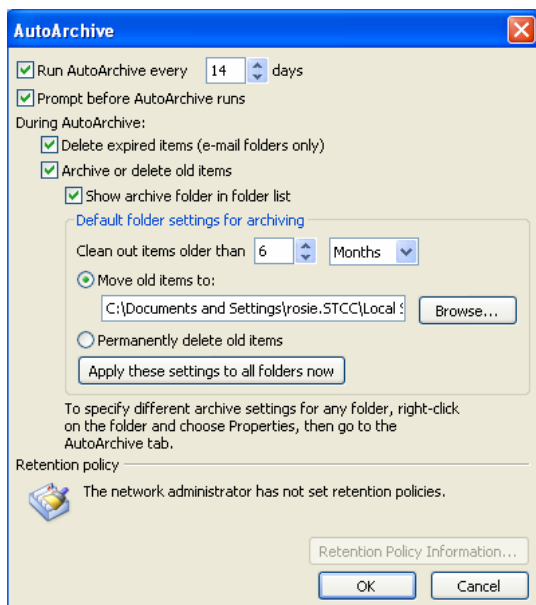 AutoArchive
Run AutoArchive every 14 days
Prompt before AutoArchive runs
During AutoArchive:
Delete expired items (e-mail folders only)
Archive or delete old items
Show archive folder in folder list
Default folder settings for archiving
Clean out items older than 6 Months
Move old items to:
C:\Documents and Settings\rosie.STCC\Local S
Browse...
Permanently delete old items
Apply these settings to all folders now
To specify different archive settings for any folder, right-click
on the folder and choose Properties, then go to the
AutoArchive tab.
Retention policy
The network administrator has not set retention policies.
Retention Policy Information...
OK Cancel